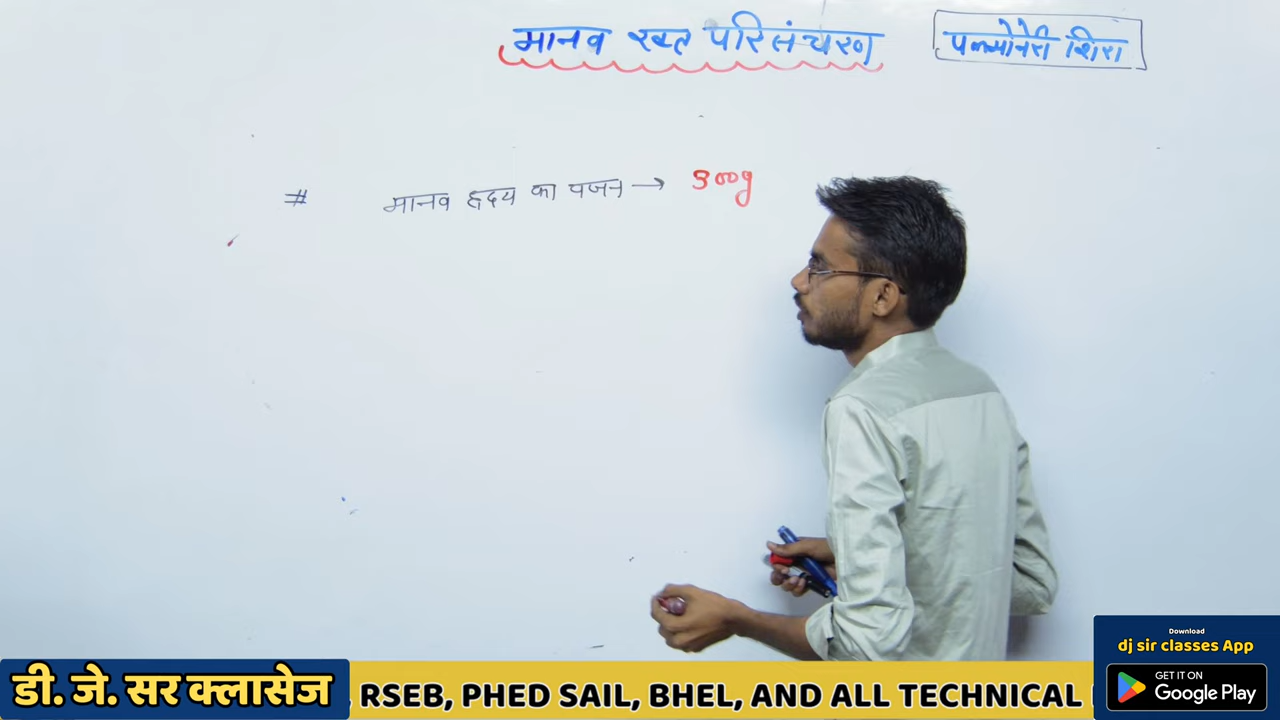 मानव रक्त परिसंचरण
पल्मोनेरी शिरा
# मानव हृदय का वजन → 300g
Download
dj sir classes App
GET IT ON
Google Play
डी. जे. सर क्लासेज
, RSEB, PHED SAIL, BHEL, AND ALL TECHNICAL